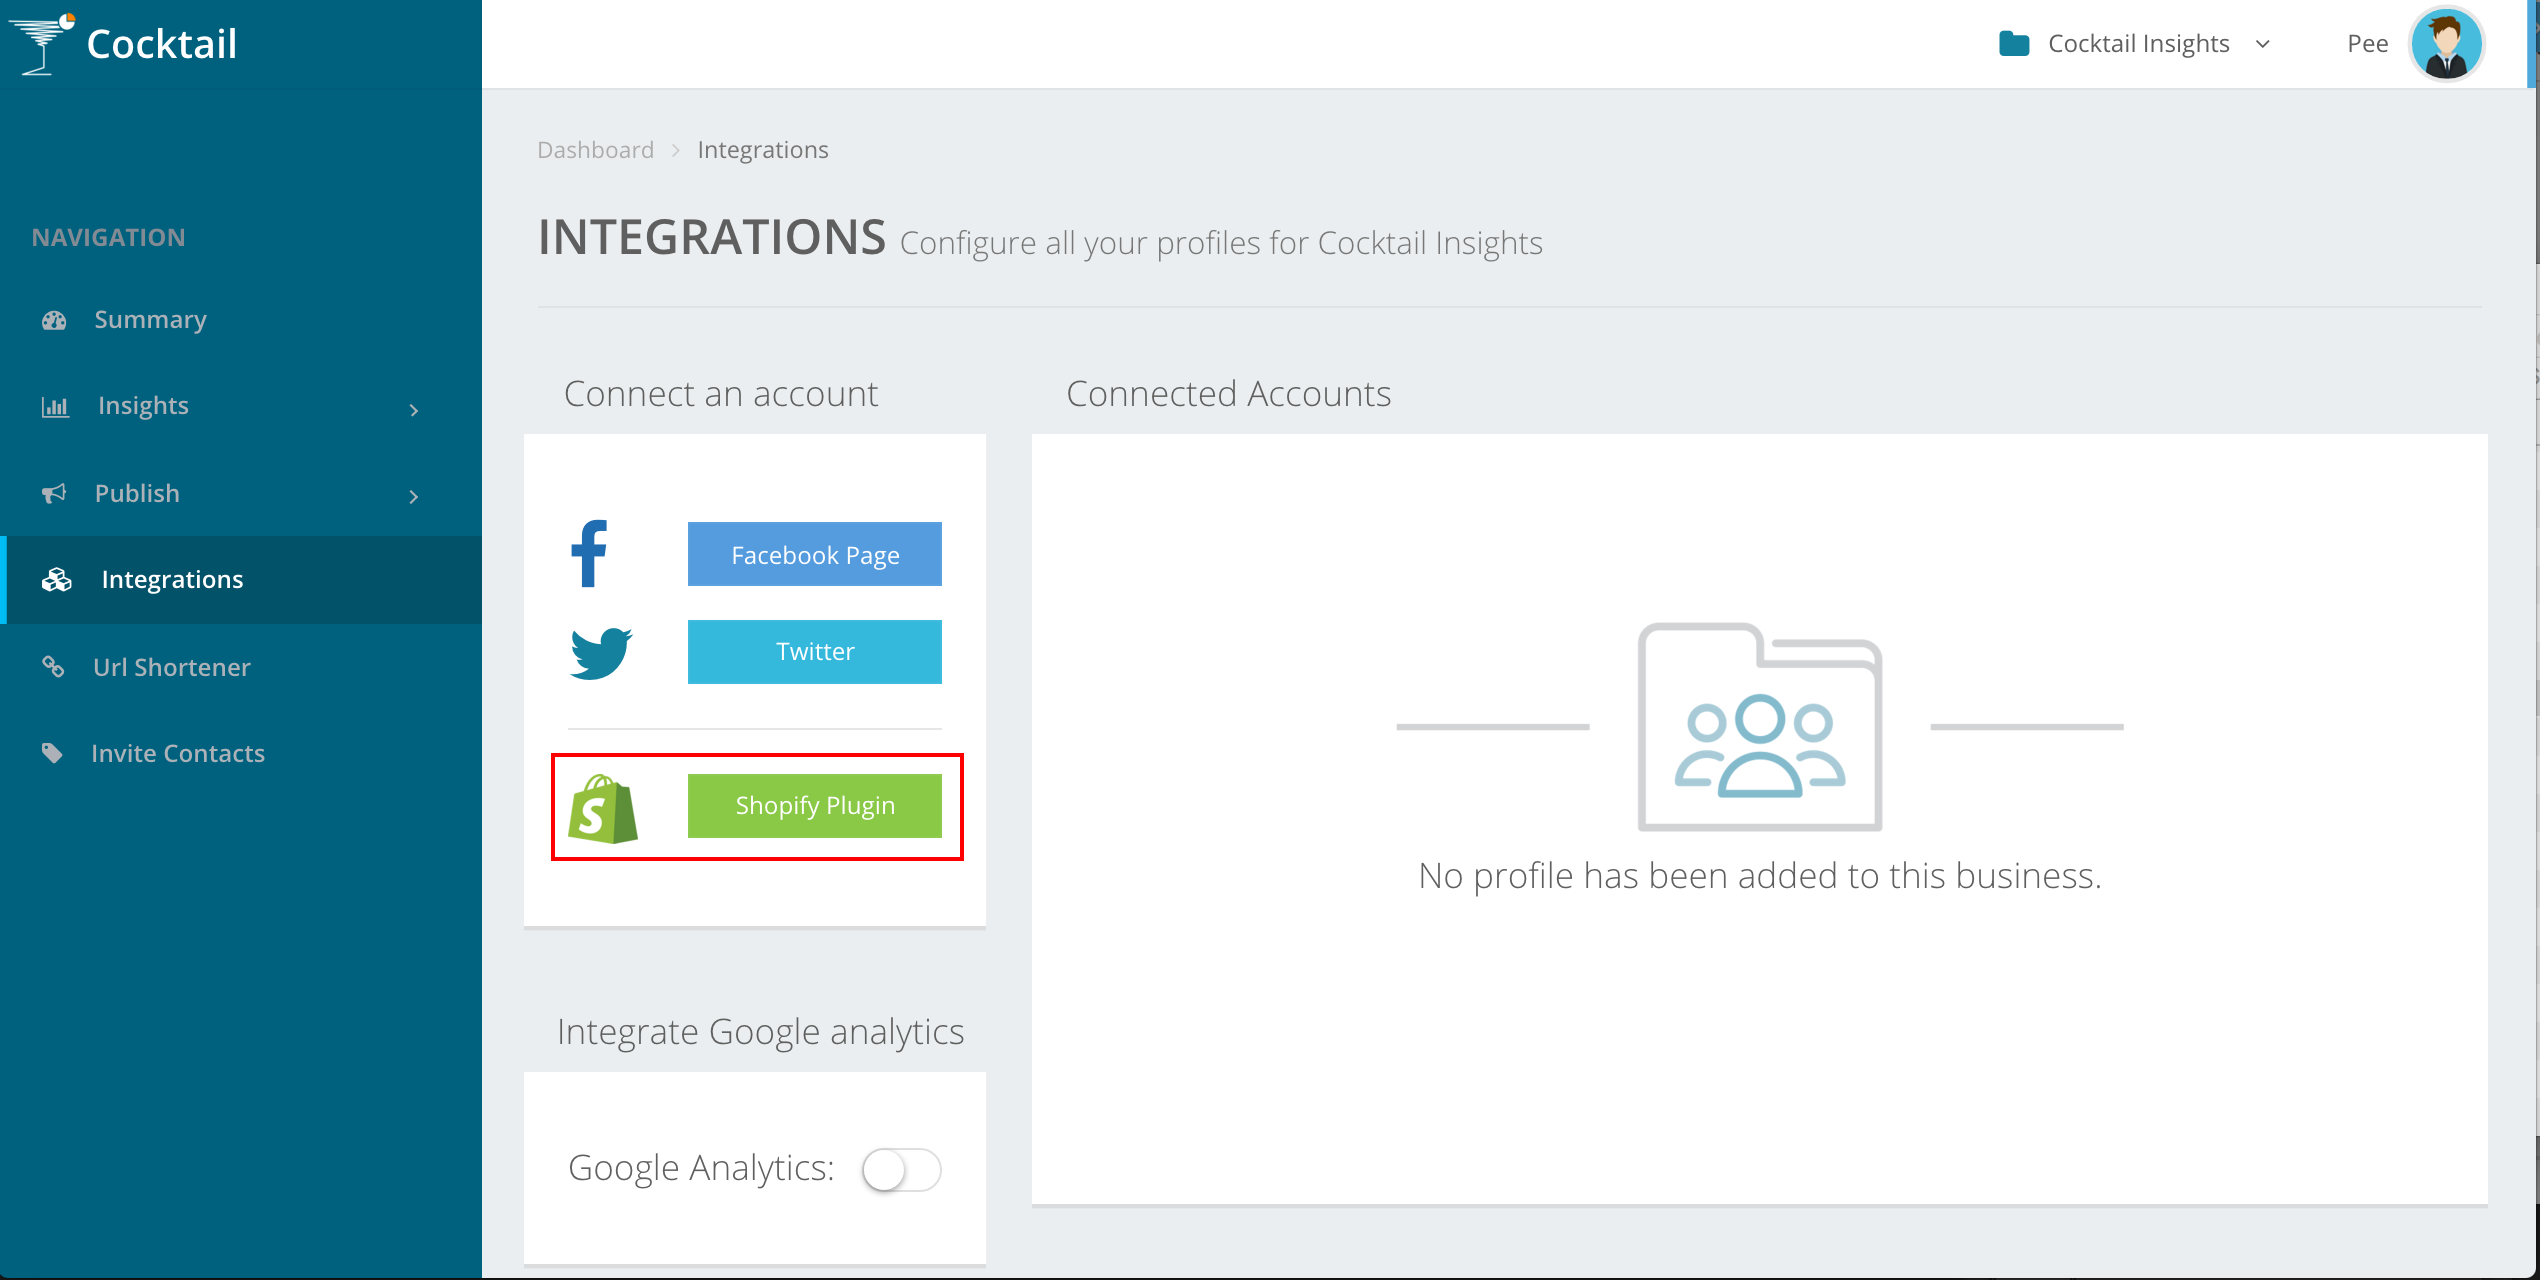 Cocktail
Cocktail Insights
Pee
Dashboard > Integrations
NAVIGATION
Summary
Insights
Publish
Integrations
Url Shortener
Invite Contacts
INTEGRATIONS Configure all your profiles for Cocktail Insights
Connect an account
Facebook Page
Twitter
Shopify Plugin
Connected Accounts
No profile has been added to this business.
Integrate Google analytics
Google Analytics: